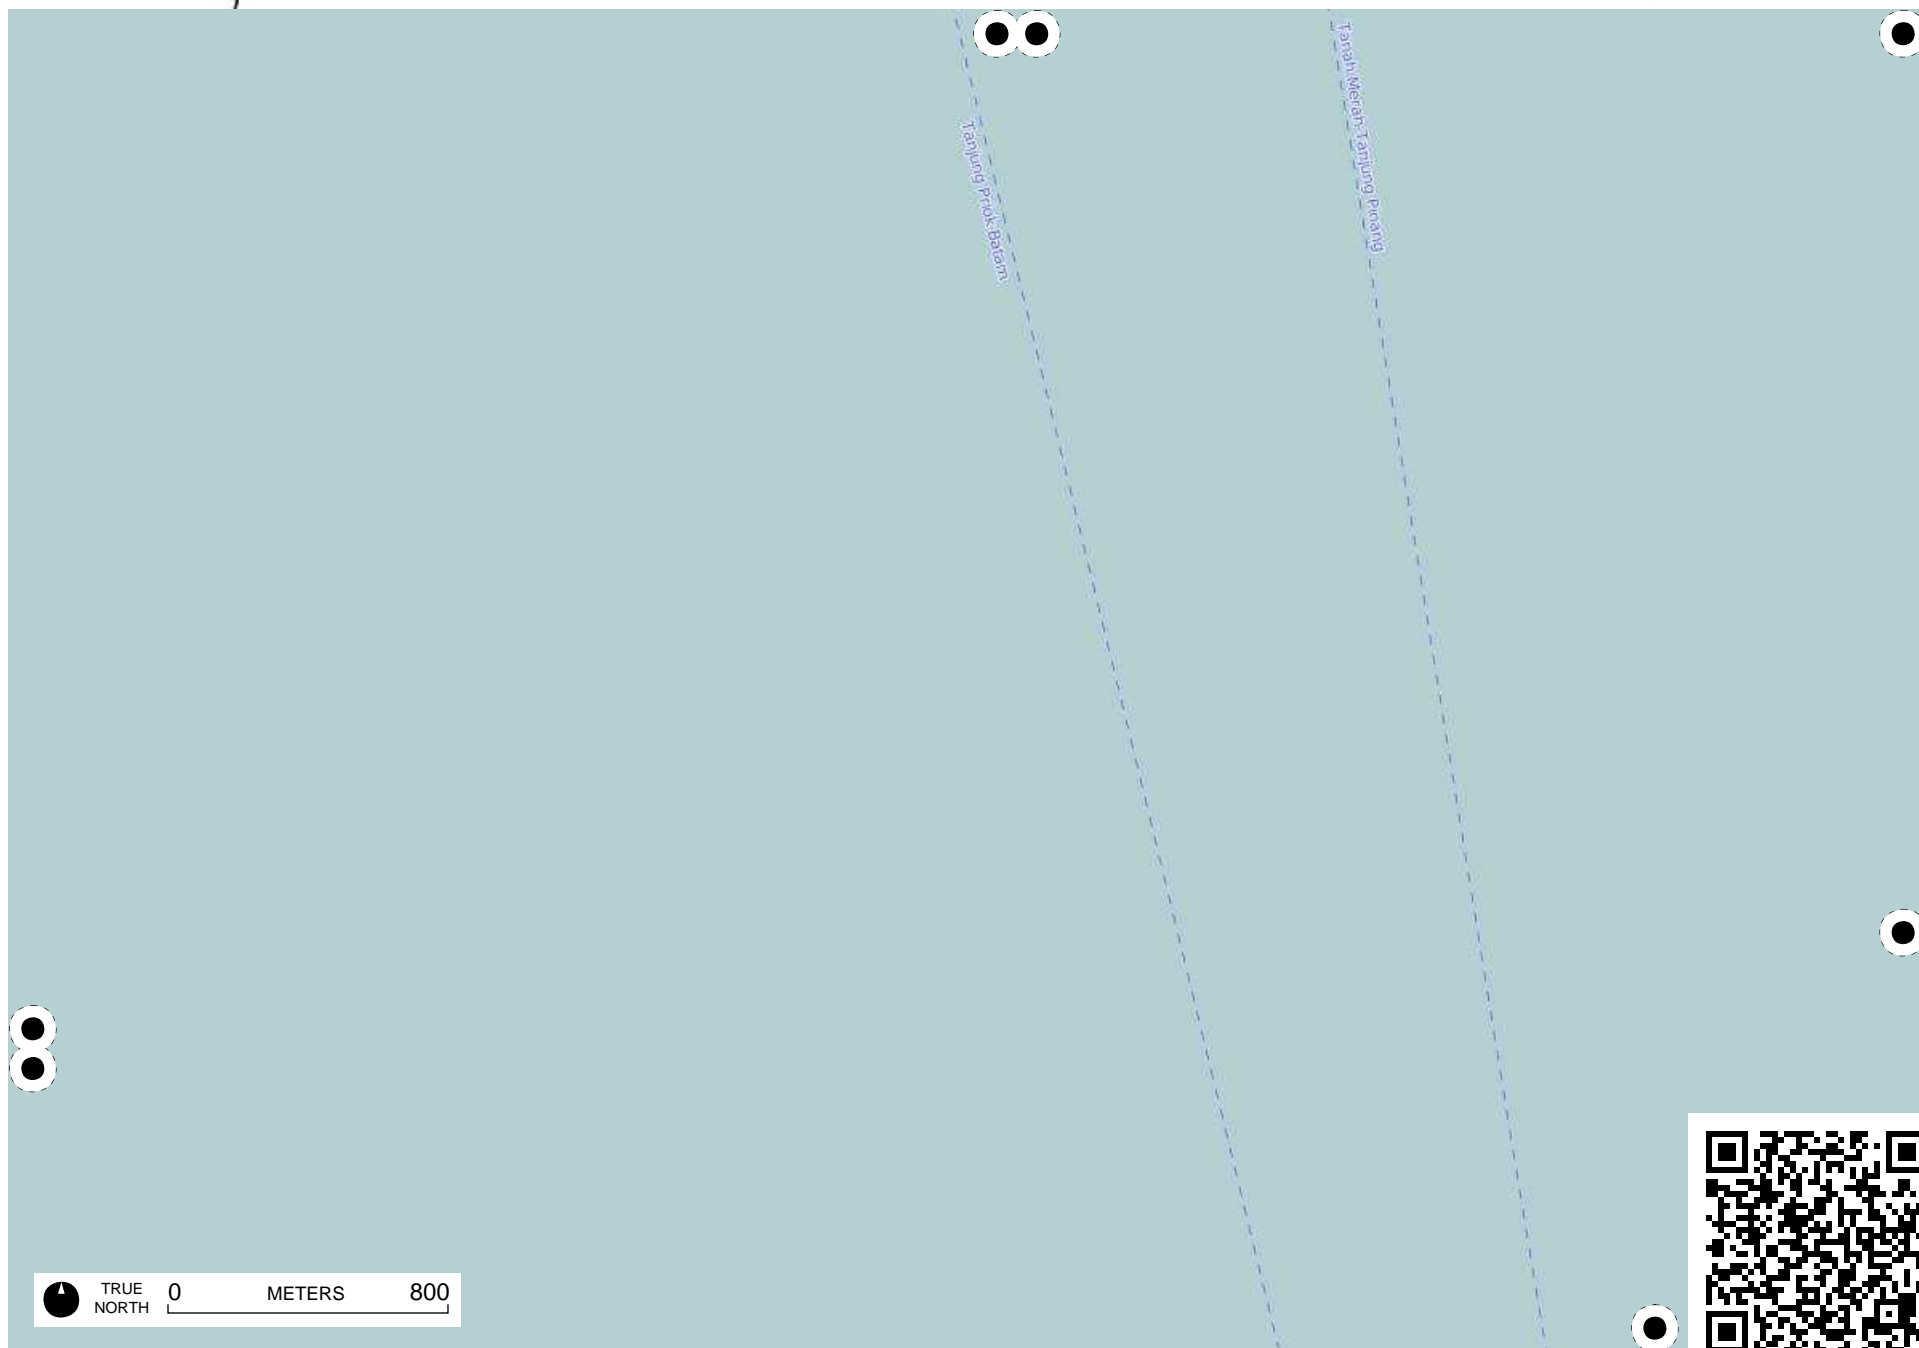 Tanah Merah-Tanjung Pinang
Tanjung Priok-Batam
TRUE
NORTH
0 METERS 800